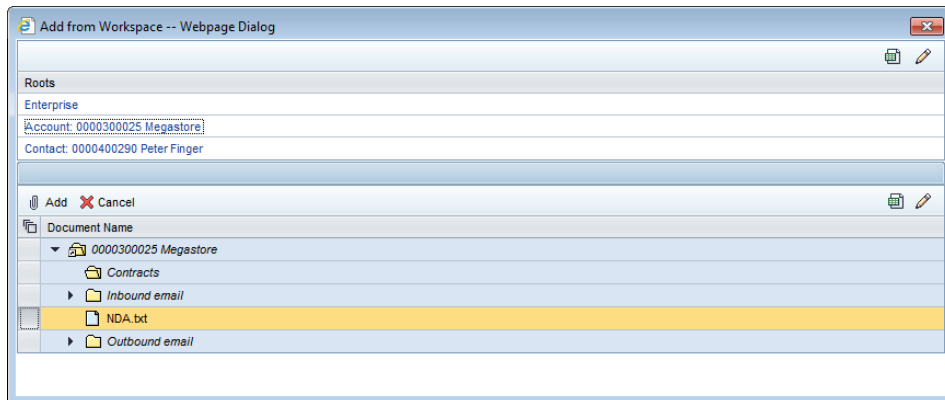 Add from Workspace -- Webpage Dialog
Roots
Enterprise
Account: 0000300025 Megastore
Contact: 0000400290 Peter Finger
Add Cancel
Document Name
0000300025 Megastore
Contracts
Inbound email
NDA.txt
Outbound email